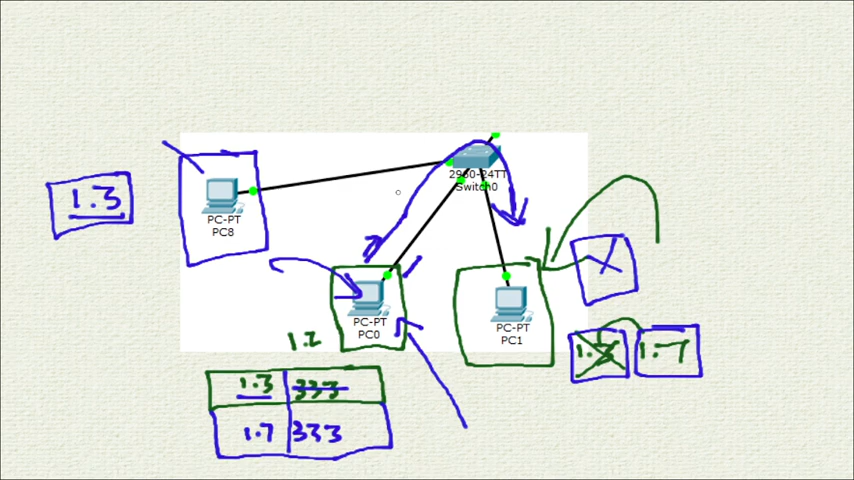 2960-24TT
Switch0
1.3
PC-PT
PC8
PC-PT
PC0
PC-PT
PC1
1.2
1.7
1.3 333
1.7 333